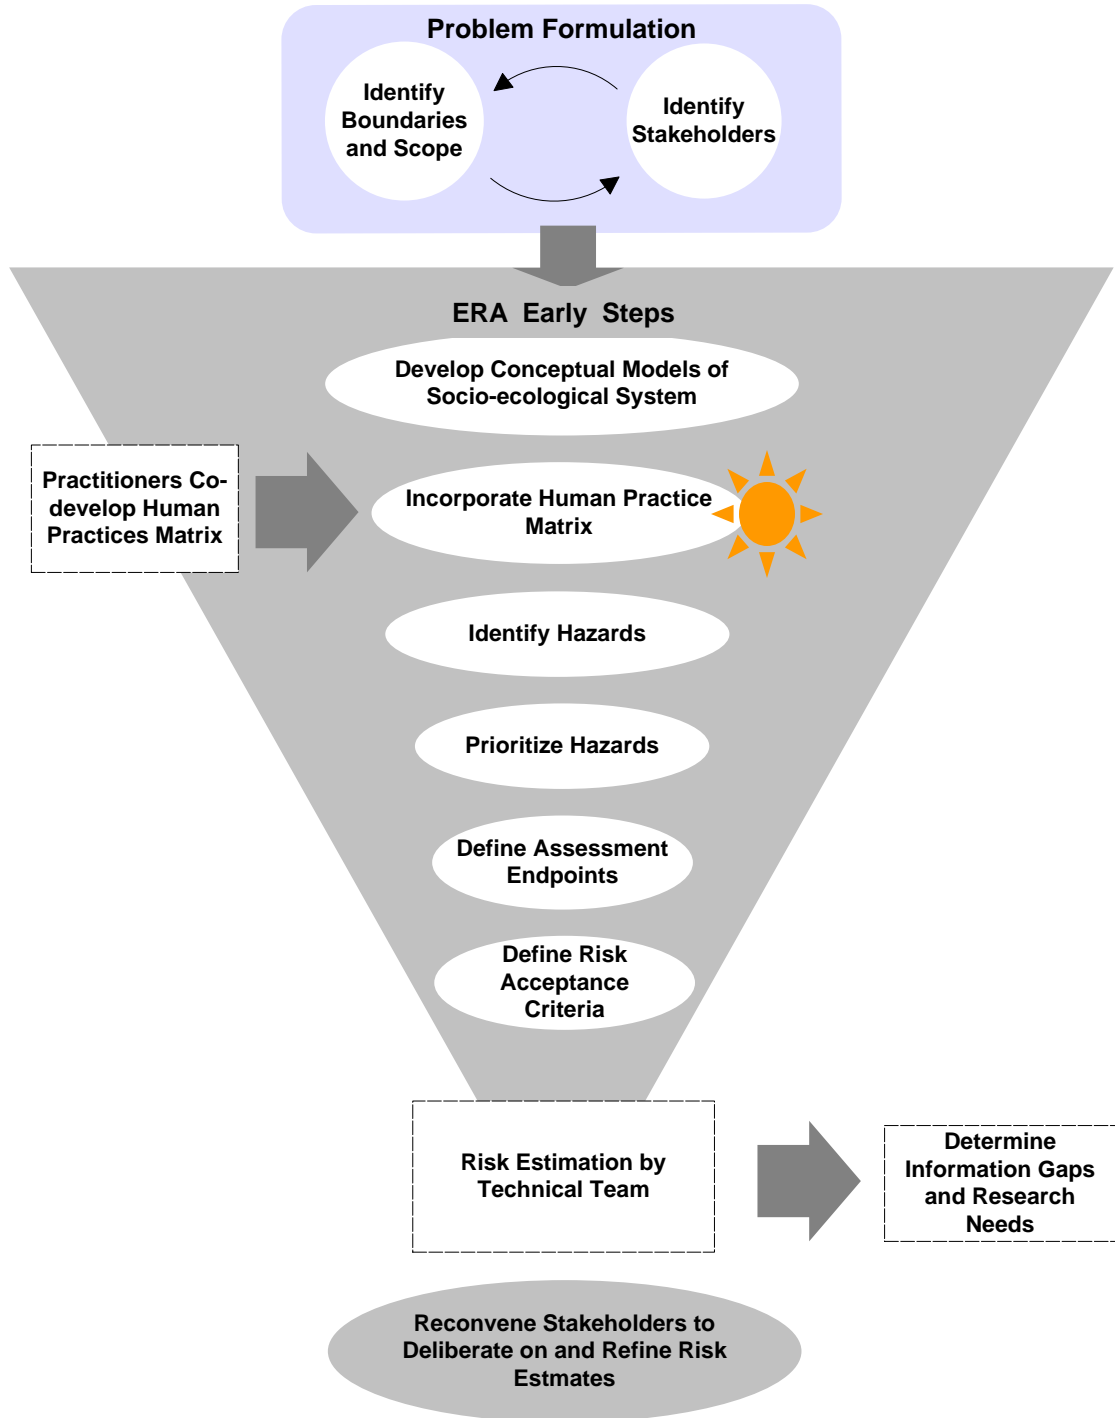 Problem Formulation
Identify
Boundaries
and Scope
Identify
Stakeholders
ERA Early Steps
Develop Conceptual Models of
Socio-ecological System
Practitioners Co-
develop Human
Practices Matrix
Incorporate Human Practice
Matrix
Identify Hazards
Prioritize Hazards
Define Assessment
Endpoints
Define Risk
Acceptance
Criteria
Risk Estimation by
Technical Team
Determine
Information Gaps
and Research
Needs
Reconvene Stakeholders to
Deliberate on and Refine Risk
Estmates